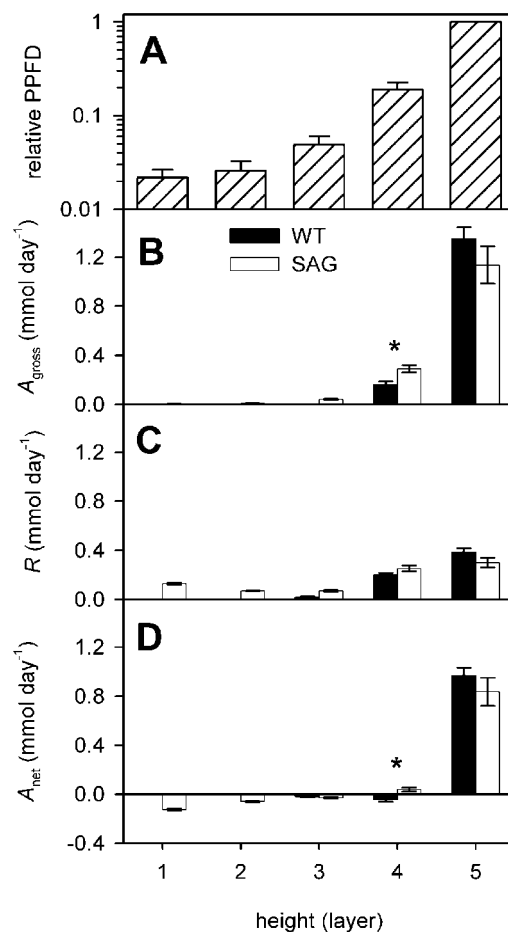 A
relative PPFD
1
0.1
0.01
B
WT
SAG
A gross (mmol day-1)
1.2
0.8
0.4
0.0
*
C
R (mmol day-1)
1.2
0.8
0.4
0.0
D
A net (mmol day-1)
1.2
0.8
0.4
0.0
-0.4
*
1 2 3 4 5
height (layer)